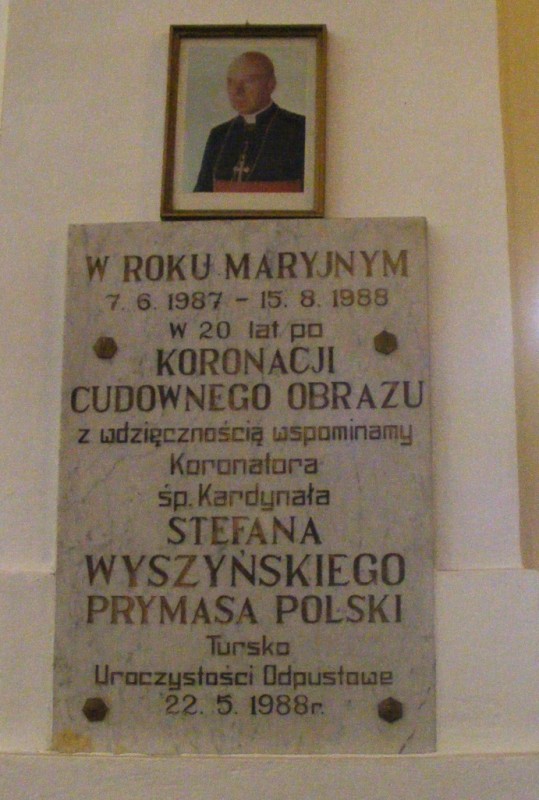 W ROKU MARYJNYM
7. 6. 1987 - 15. 8. 1988
W 20 lat po
KORONACJI
CUDOWNEGO OBRAZU
z wdzięcznością wspominamy
Koronatora
śp. Kardynała
STEFANA
WYSZYŃSKIEGO
PRYMASA POLSKI
Tursko
Uroczystości Odpustowe
22. 5. 1988r.